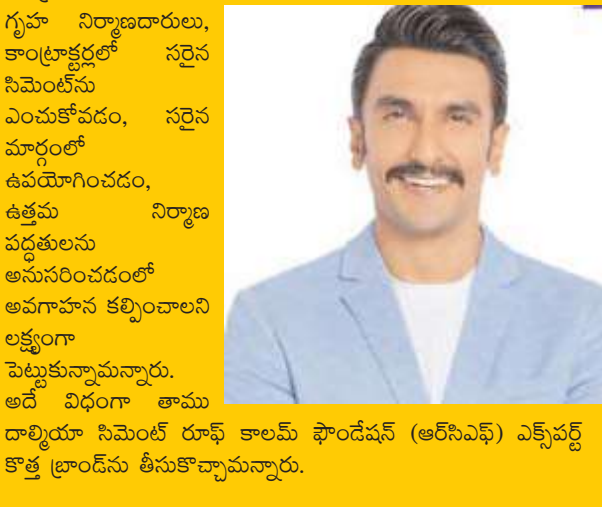 గృహ నిర్మాణదారులు,
కాంట్రాక్టర్లలో సరైన
సిమెంట్‌ను
ఎంచుకోవడం, సరైన
మార్గంలో
ఉపయోగించడం,
ఉత్తమ నిర్మాణ
పద్ధతులను
అనుసరించడంలో
అవగాహన కల్పించాలని
లక్ష్యంగా
పెట్టుకున్నామన్నారు.
అదే విధంగా తాము
దాల్మియా సిమెంట్ రూఫ్ కాలమ్ ఫౌండేషన్ (ఆర్‌సిఎఫ్) ఎక్స్‌పర్ట్
కొత్త బ్రాండ్‌ను తీసుకొచ్చామన్నారు.